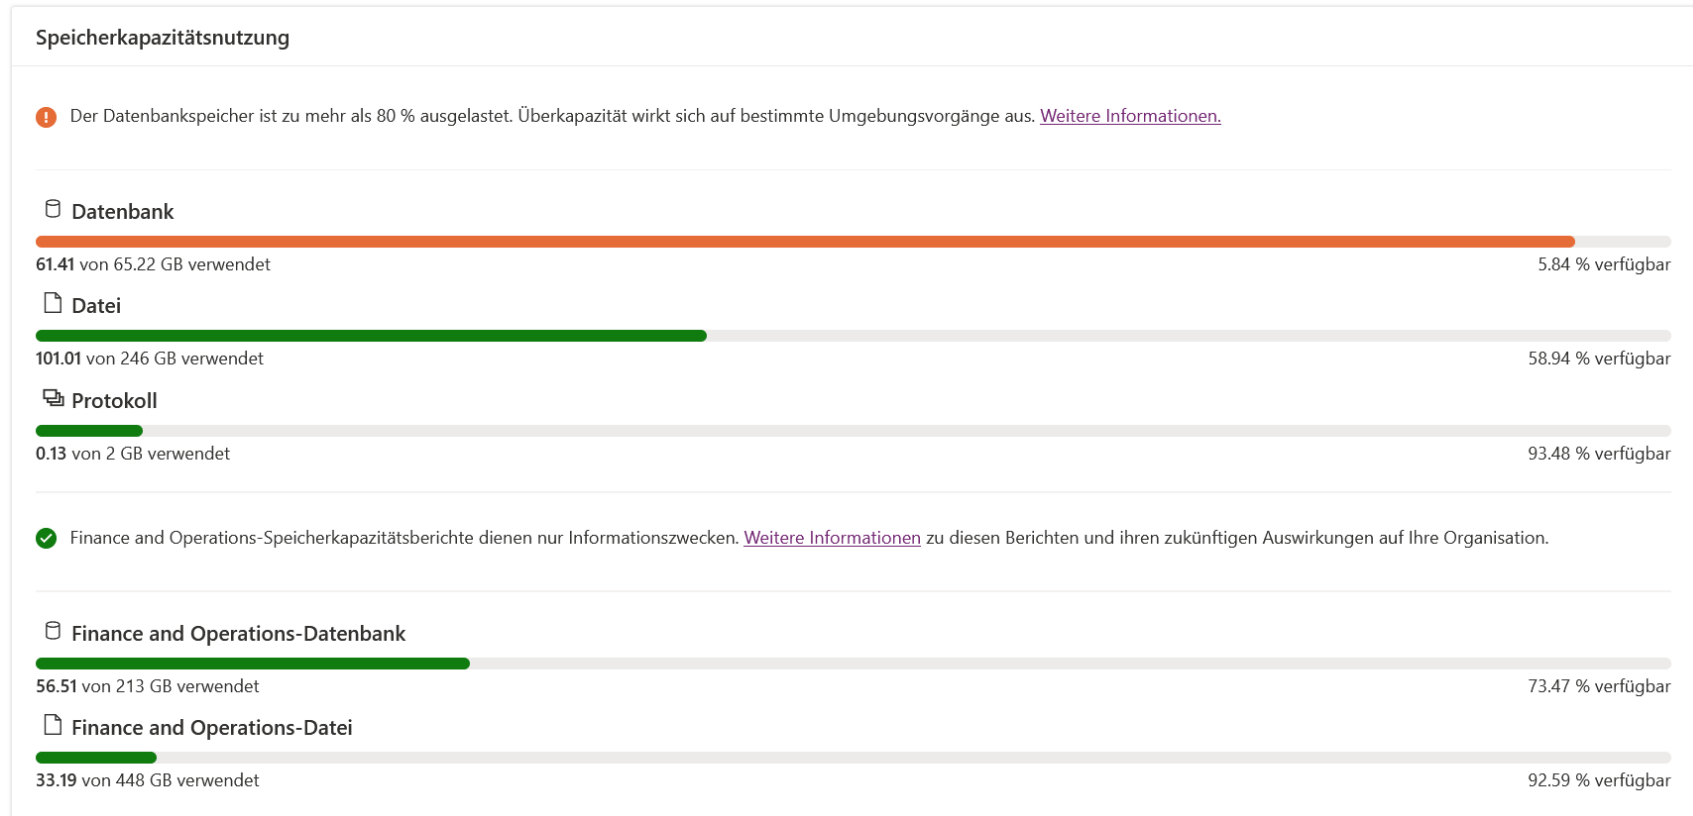 Speicherkapazitätsnutzung
Der Datenbankspeicher ist zu mehr als 80 % ausgelastet. Überkapazität wirkt sich auf bestimmte Umgebungsvorgänge aus. Weitere Informationen.
Datenbank
61.41 von 65.22 GB verwendet 5.84 % verfügbar
Datei
101.01 von 246 GB verwendet 58.94 % verfügbar
Protokoll
0.13 von 2 GB verwendet 93.48 % verfügbar
Finance and Operations-Speicherkapazitätsberichte dienen nur Informationszwecken. Weitere Informationen zu diesen Berichten und ihren zukünftigen Auswirkungen auf Ihre Organisation.
Finance and Operations-Datenbank
56.51 von 213 GB verwendet 73.47 % verfügbar
Finance and Operations-Datei
33.19 von 448 GB verwendet 92.59 % verfügbar